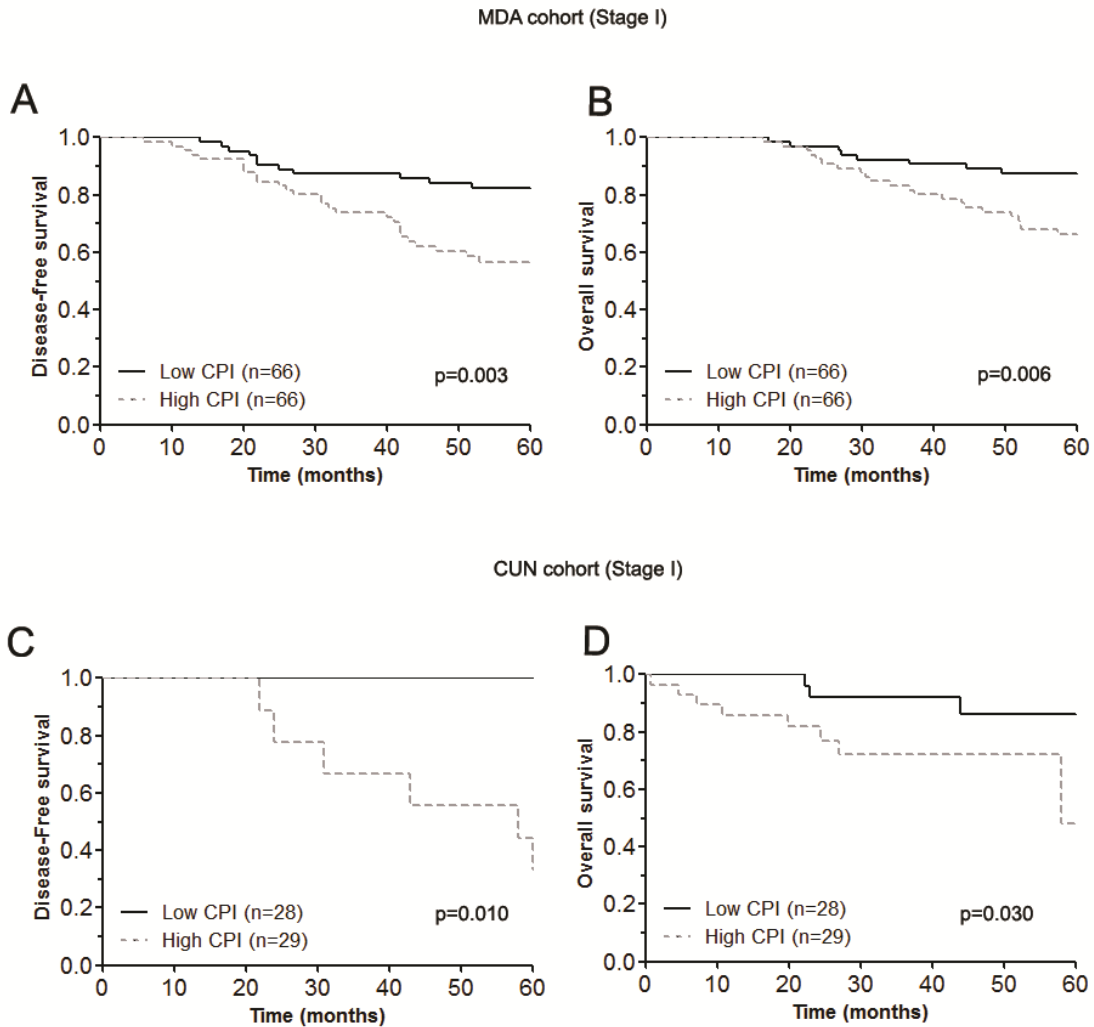 MDA cohort (Stage I)
A
B
Disease-free survival
1.0
0.8
0.6
0.4
0.2
0.0
Low CPI (n=66)
High CPI (n=66)
p=0.003
0 10 20 30 40 50 60
Time (months)
Overall survival
1.0
0.8
0.6
0.4
0.2
0.0
Low CPI (n=66)
High CPI (n=66)
p=0.006
0 10 20 30 40 50 60
Time (months)
CUN cohort (Stage I)
C
D
Disease-Free survival
1.0
0.8
0.6
0.4
0.2
0.0
Low CPI (n=28)
High CPI (n=29)
p=0.010
0 10 20 30 40 50 60
Time (months)
Overall survival
1.0
0.8
0.6
0.4
0.2
0.0
Low CPI (n=28)
High CPI (n=29)
p=0.030
0 10 20 30 40 50 60
Time (months)